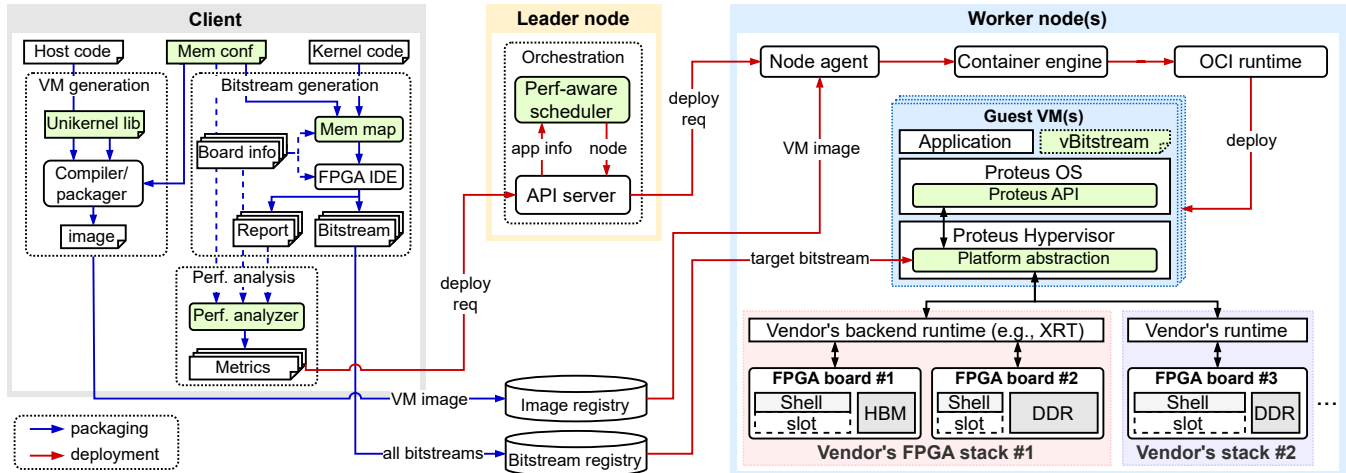 Client
Host code
Mem conf
Kernel code
VM generation
Unikernel lib
Compiler/
packager
image
Bitstream generation
Mem map
Board info
FPGA IDE
Report
Bitstream
Perf. analysis
Perf. analyzer
Metrics
packaging
deployment
Leader node
Orchestration
Perf-aware
scheduler
app info
node
API server
deploy
req
deploy
req
VM image
Image registry
all bitstreams
Bitstream registry
VM image
target bitstream
Worker node(s)
Node agent
Container engine
OCI runtime
deploy
Guest VM(s)
Application
vBitstream
Proteus OS
Proteus API
Proteus Hypervisor
Platform abstraction
Vendor's backend runtime (e.g., XRT)
FPGA board #1
Shell
slot
HBM
FPGA board #2
Shell
slot
DDR
Vendor's FPGA stack #1
Vendor's runtime
FPGA board #3
Shell
slot
DDR
...
Vendor's stack #2